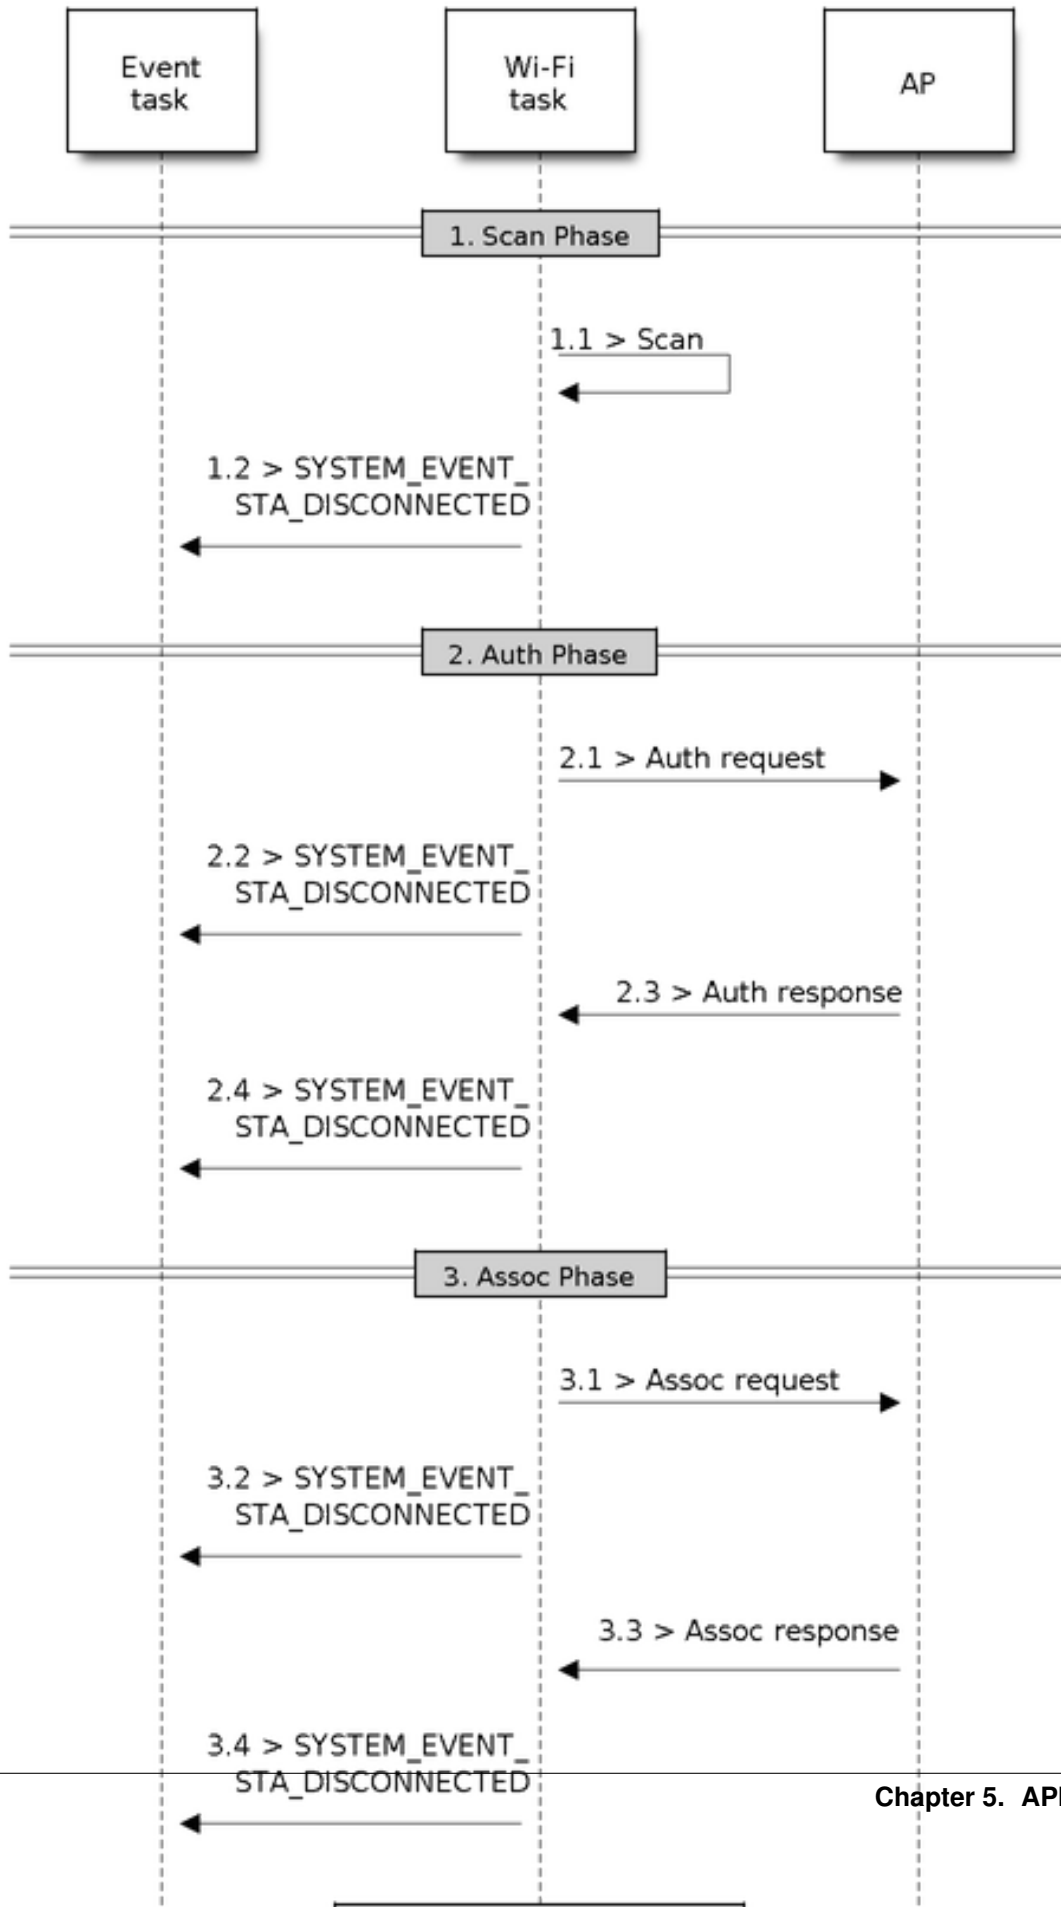 Event
task
Wi-Fi
task
AP
1. Scan Phase
1.1 > Scan
1.2 > SYSTEM_EVENT_
STA_DISCONNECTED
2. Auth Phase
2.1 > Auth request
2.2 > SYSTEM_EVENT_
STA_DISCONNECTED
2.3 > Auth response
2.4 > SYSTEM_EVENT_
STA_DISCONNECTED
3. Assoc Phase
3.1 > Assoc request
3.2 > SYSTEM_EVENT_
STA_DISCONNECTED
3.3 > Assoc response
3.4 > SYSTEM_EVENT_
STA_DISCONNECTED
Chapter 5. API